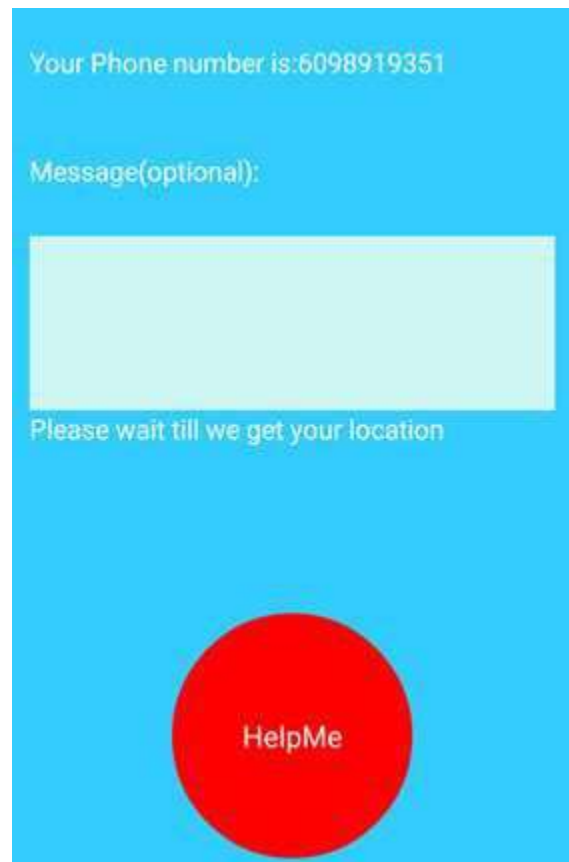 Your Phone number is:6098919351
Message(optional):
Please wait till we get your location
HelpMe